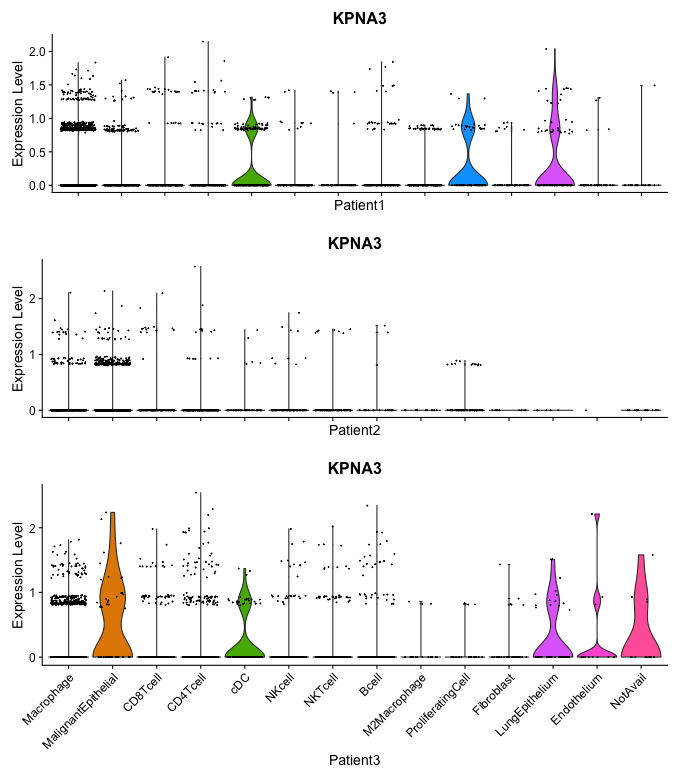 KPNA3
Expression Level
2.0
1.5
1.0
0.5
0.0
Patient1
KPNA3
Expression Level
2
1
0
Patient2
KPNA3
Expression Level
2
1
0
Macrophage
MalignantEpithelial
CD8Tcell
CD4Tcell
cDC
NKcell
NKTcell
Bcell
M2Macrophage
ProliferatingCell
Fibroblast
LungEpithelium
Endothelium
NotAvail
Patient3